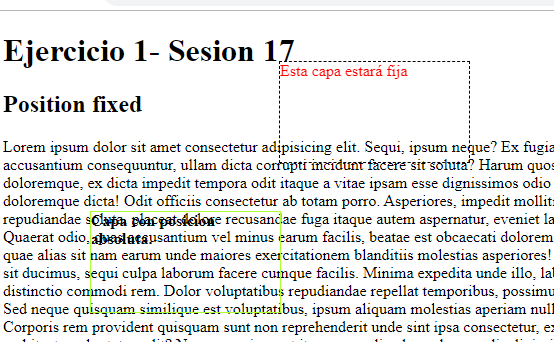 Ejercicio 1- Sesion 17
Esta capa estará fija
Position fixed
Lorem ipsum dolor sit amet consectetur adipisicing elit. Sequi, ipsum neque? Ex fugia
accusantium consequuntur, ullam dicta corrupti incidunt facere sit soluta? Harum quos
doloremque, ex dicta impedit tempora odit itaque a vitae ipsam esse dignissimos odio
doloremque dicta! Odit officiis consectetur ab totam porro. Asperiores, impedit mollit
repudiandae soluta, placeat dolore recusandae fuga itaque autem aspernatur, eveniet la
Capa con posicion
Quaerat odio, quia accusantium vel minus earum facilis, beatae est obcaecati dolorem
absoluta.
quae alias sit nam earum unde maiores exercitationem blanditiis molestias asperiores!
sit ducimus, sequi culpa laborum facere cumque facilis. Minima expedita unde illo, lab
distinctio commodi rem. Dolor voluptatibus repudiandae repellat temporibus, possimus
Sed neque quisquam similique est voluptatibus, ipsum aliquam molestias aperiam null
Corporis rem provident quisquam sunt non reprehenderit unde sint ipsa consectetur, ex